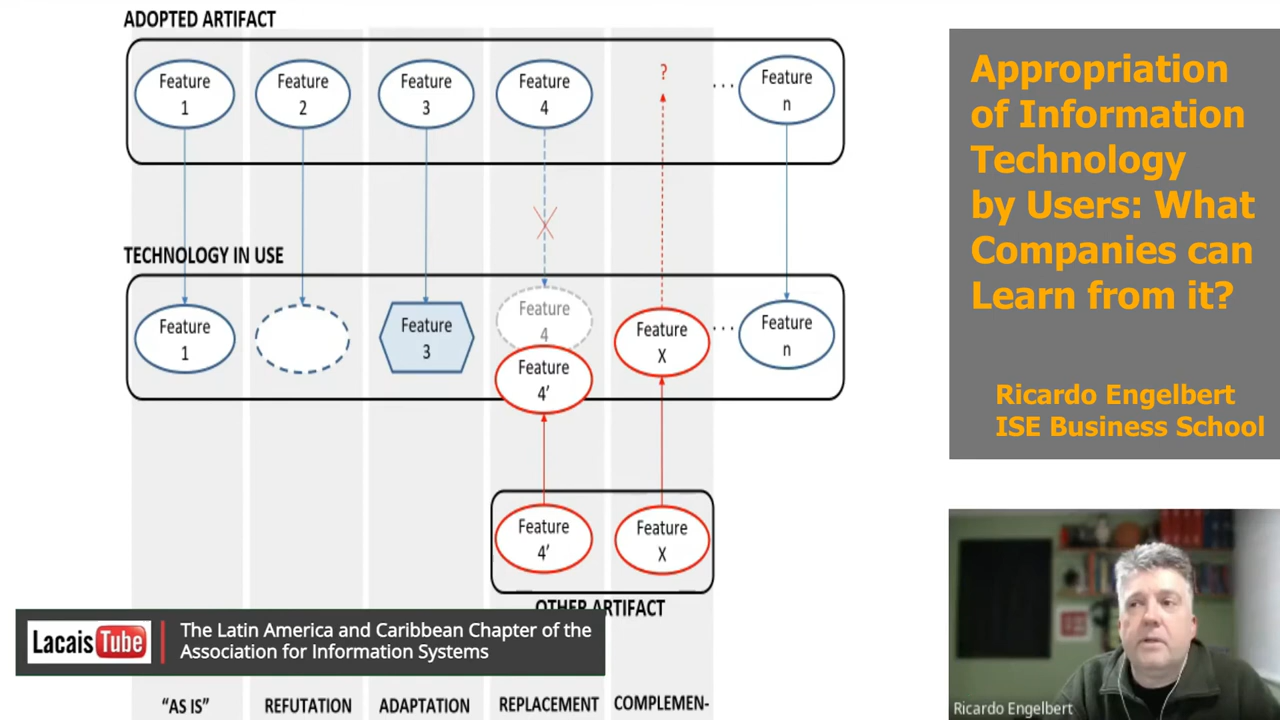 ADOPTED ARTIFACT
Feature
1
Feature
2
Feature
3
Feature
4
?
...
Feature
n
TECHNOLOGY IN USE
Feature
1
Feature
3
Feature
4
Feature
4'
Feature
X
...
Feature
n
Feature
4'
Feature
X
OTHER ARTIFACT
"AS IS"
REFUTATION
ADAPTATION
REPLACEMENT
COMPLEMEN-
Appropriation
of Information
Technology
by Users: What
Companies can
Learn from it?
Ricardo Engelbert
ISE Business School
LacaisTube
The Latin America and Caribbean Chapter of the
Association for Information Systems
Ricardo Engelbert